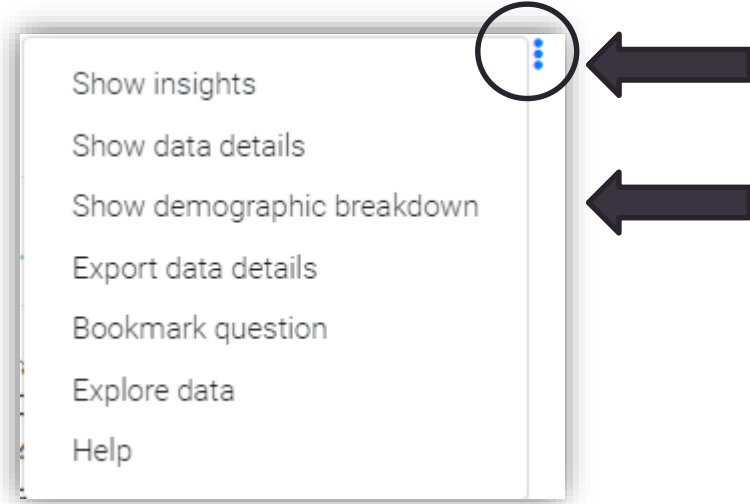 Show insights
Show data details
Show demographic breakdown
Export data details
Bookmark question
Explore data
Help